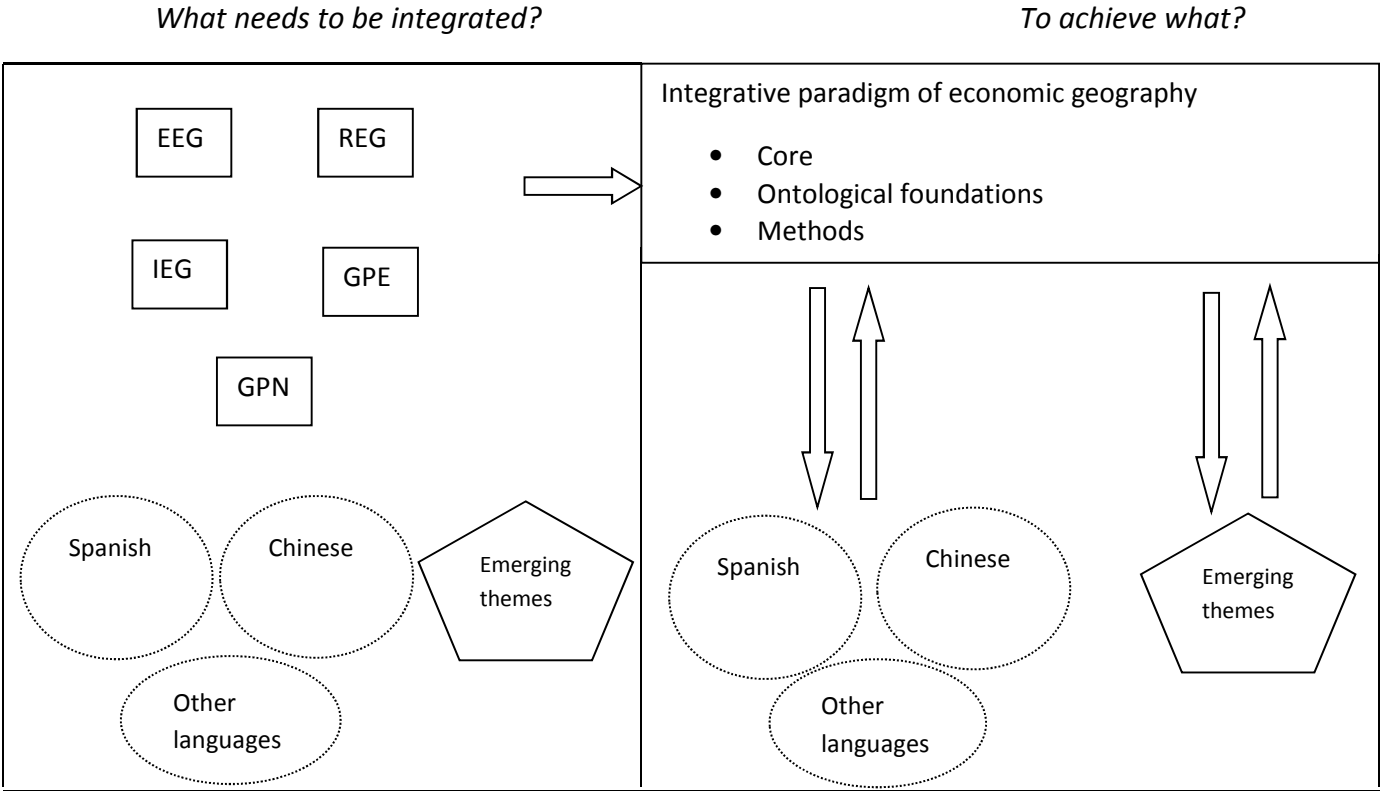 What needs to be integrated?
To achieve what?
EEG
REG
IEG
GPE
GPN
Spanish
Chinese
Emerging
themes
Other
languages
Integrative paradigm of economic geography
• Core
• Ontological foundations
• Methods
Spanish
Chinese
Emerging
themes
Other
languages